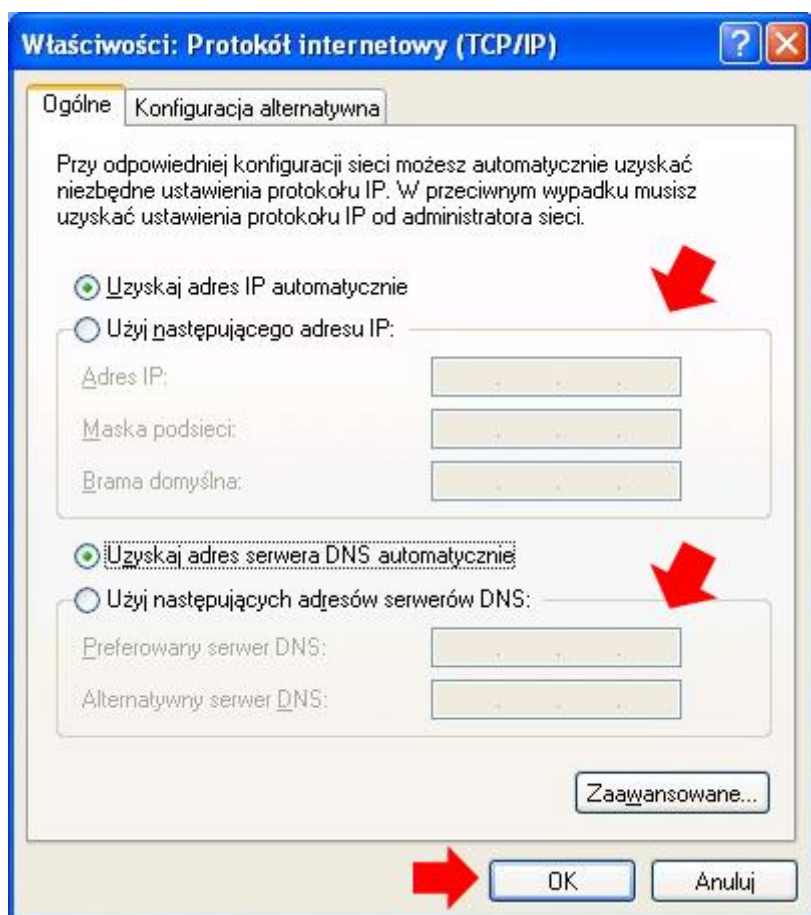 Właściwości: Protokół internetowy (TCP/IP)
Ogólne
Konfiguracja alternatywna
Przy odpowiedniej konfiguracji sieci możesz automatycznie uzyskać
niezbędne ustawienia protokołu IP. W przeciwnym wypadku musisz
uzyskać ustawienia protokołu IP od administratora sieci.
Uzyskaj adres IP automatycznie
Użyj następującego adresu IP:
Adres IP:
Maska podsieci:
Brama domyślna:
Uzyskaj adres serwera DNS automatycznie
Użyj następujących adresów serwerów DNS:
Preferowany serwer DNS:
Alternatywny serwer DNS:
Zaawansowane...
OK
Anuluj